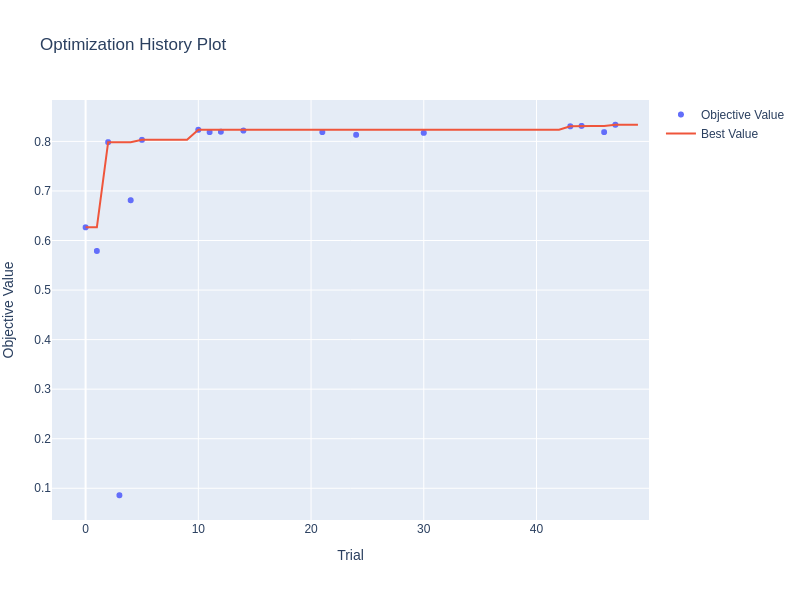 Optimization History Plot
Objective Value
Best Value
0.8
0.7
0.6
0.5
0.4
0.3
0.2
0.1
Objective Value
0
10
20
30
40
Trial